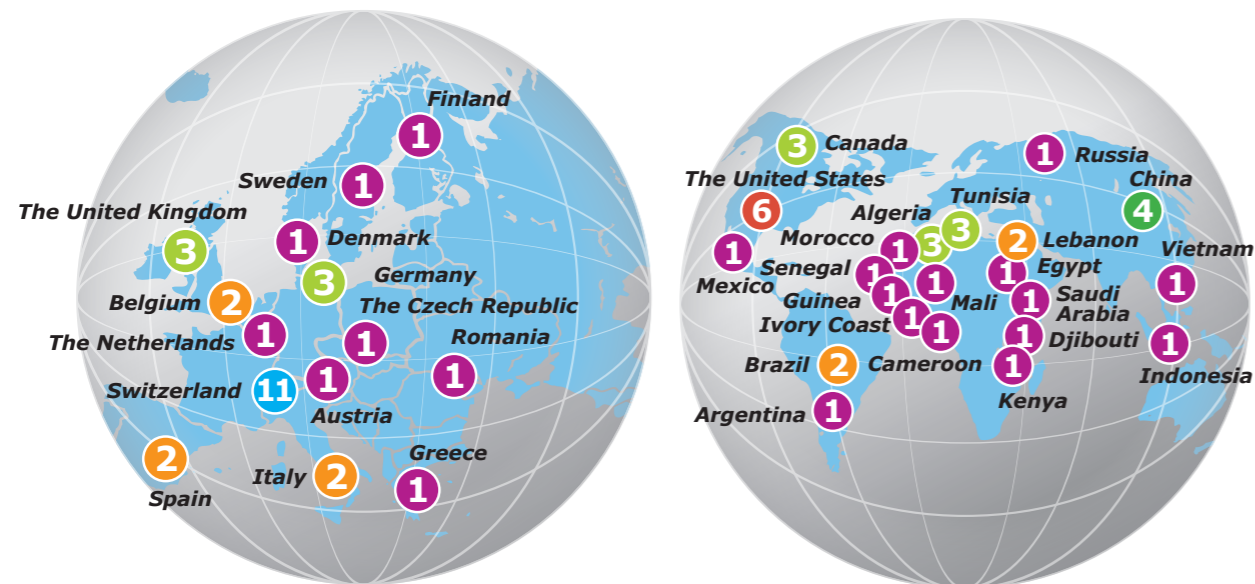 Finland
1
Sweden
1
The United Kingdom
3
1
Denmark
3
Germany
Belgium
2
The Czech Republic
The Netherlands
1
1
Romania
1
Switzerland
11
1
Austria
Greece
1
Spain
2
Italy
2
3
Canada
1
Russia
The United States
6
China
4
Tunisia
3
Algeria
3
Morocco
1
2
Lebanon
Vietnam
1
1
Mexico
Senegal
1
1
Egypt
Guinea
1
1
Mali
1
Saudi
Arabia
Ivory Coast
1
1
1
Djibouti
1
Indonesia
Brazil
2
Cameroon
1
Kenya
Argentina
1